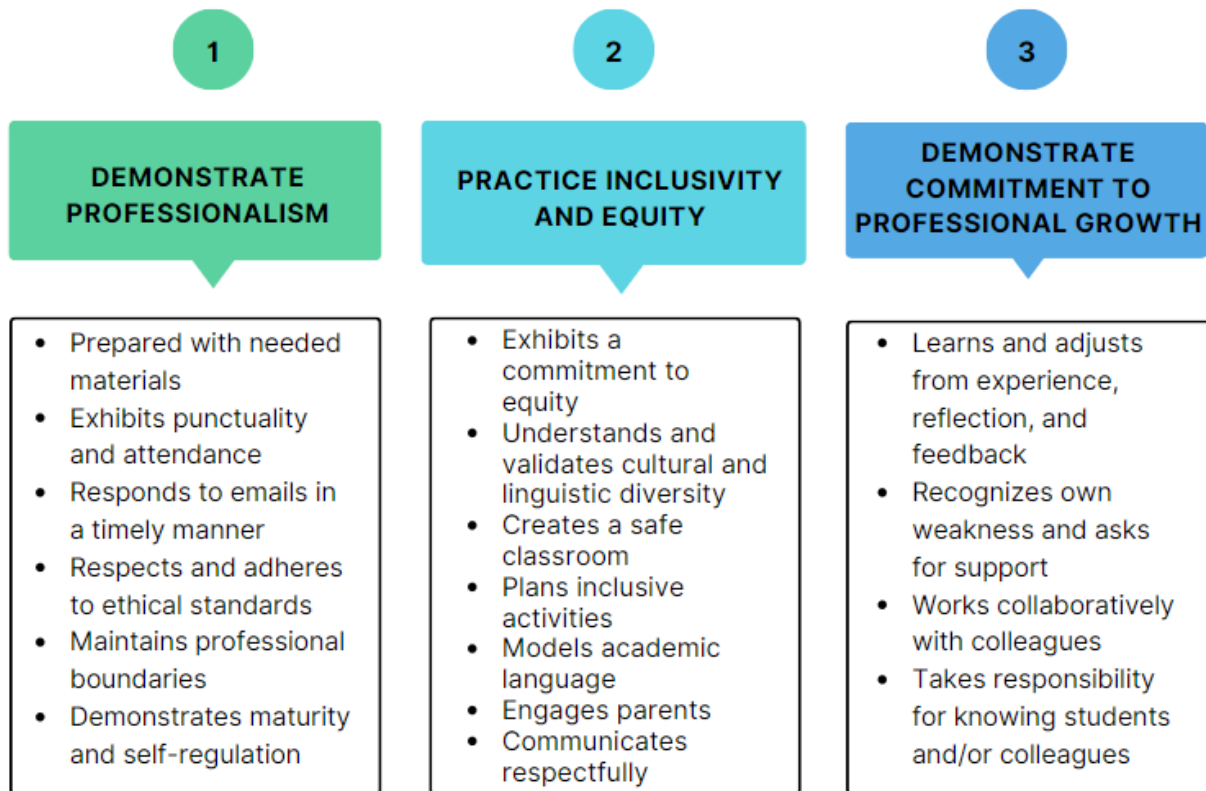 1
DEMONSTRATE
PROFESSIONALISM
• Prepared with needed
materials
• Exhibits punctuality
and attendance
• Responds to emails in
a timely manner
• Respects and adheres
to ethical standards
• Maintains professional
boundaries
• Demonstrates maturity
and self-regulation
2
PRACTICE INCLUSIVITY
AND EQUITY
• Exhibits a
commitment to
equity
• Understands and
validates cultural and
linguistic diversity
• Creates a safe
classroom
• Plans inclusive
activities
• Models academic
language
• Engages parents
• Communicates
respectfully
3
DEMONSTRATE
COMMITMENT TO
PROFESSIONAL GROWTH
• Learns and adjusts
from experience,
reflection, and
feedback
• Recognizes own
weakness and asks
for support
• Works collaboratively
with colleagues
• Takes responsibility
for knowing students
and/or colleagues